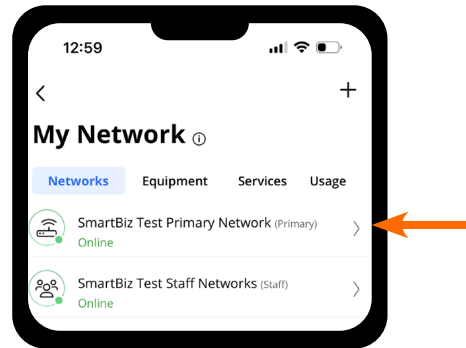 12:59
My Network
Networks Equipment Services Usage
SmartBiz Test Primary Network (Primary)
Online
SmartBiz Test Staff Networks (Staff)
Online